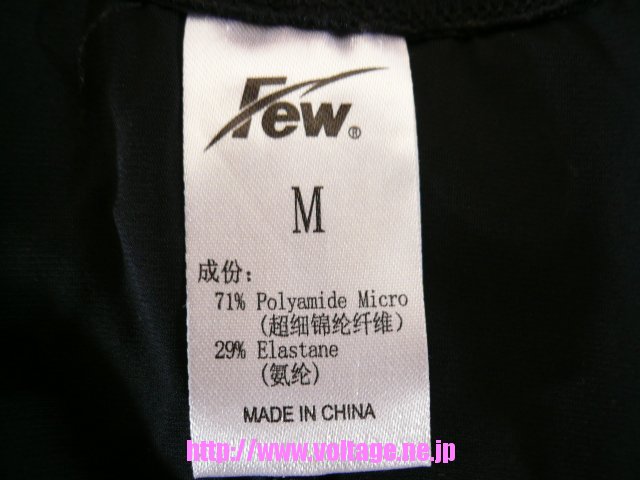 Few®
M
成份:
71% Polyamide Micro
(超细锦纶纤维)
29% Elastane
(氨纶)
MADE IN CHINA
http://www.voltage.ne.jp